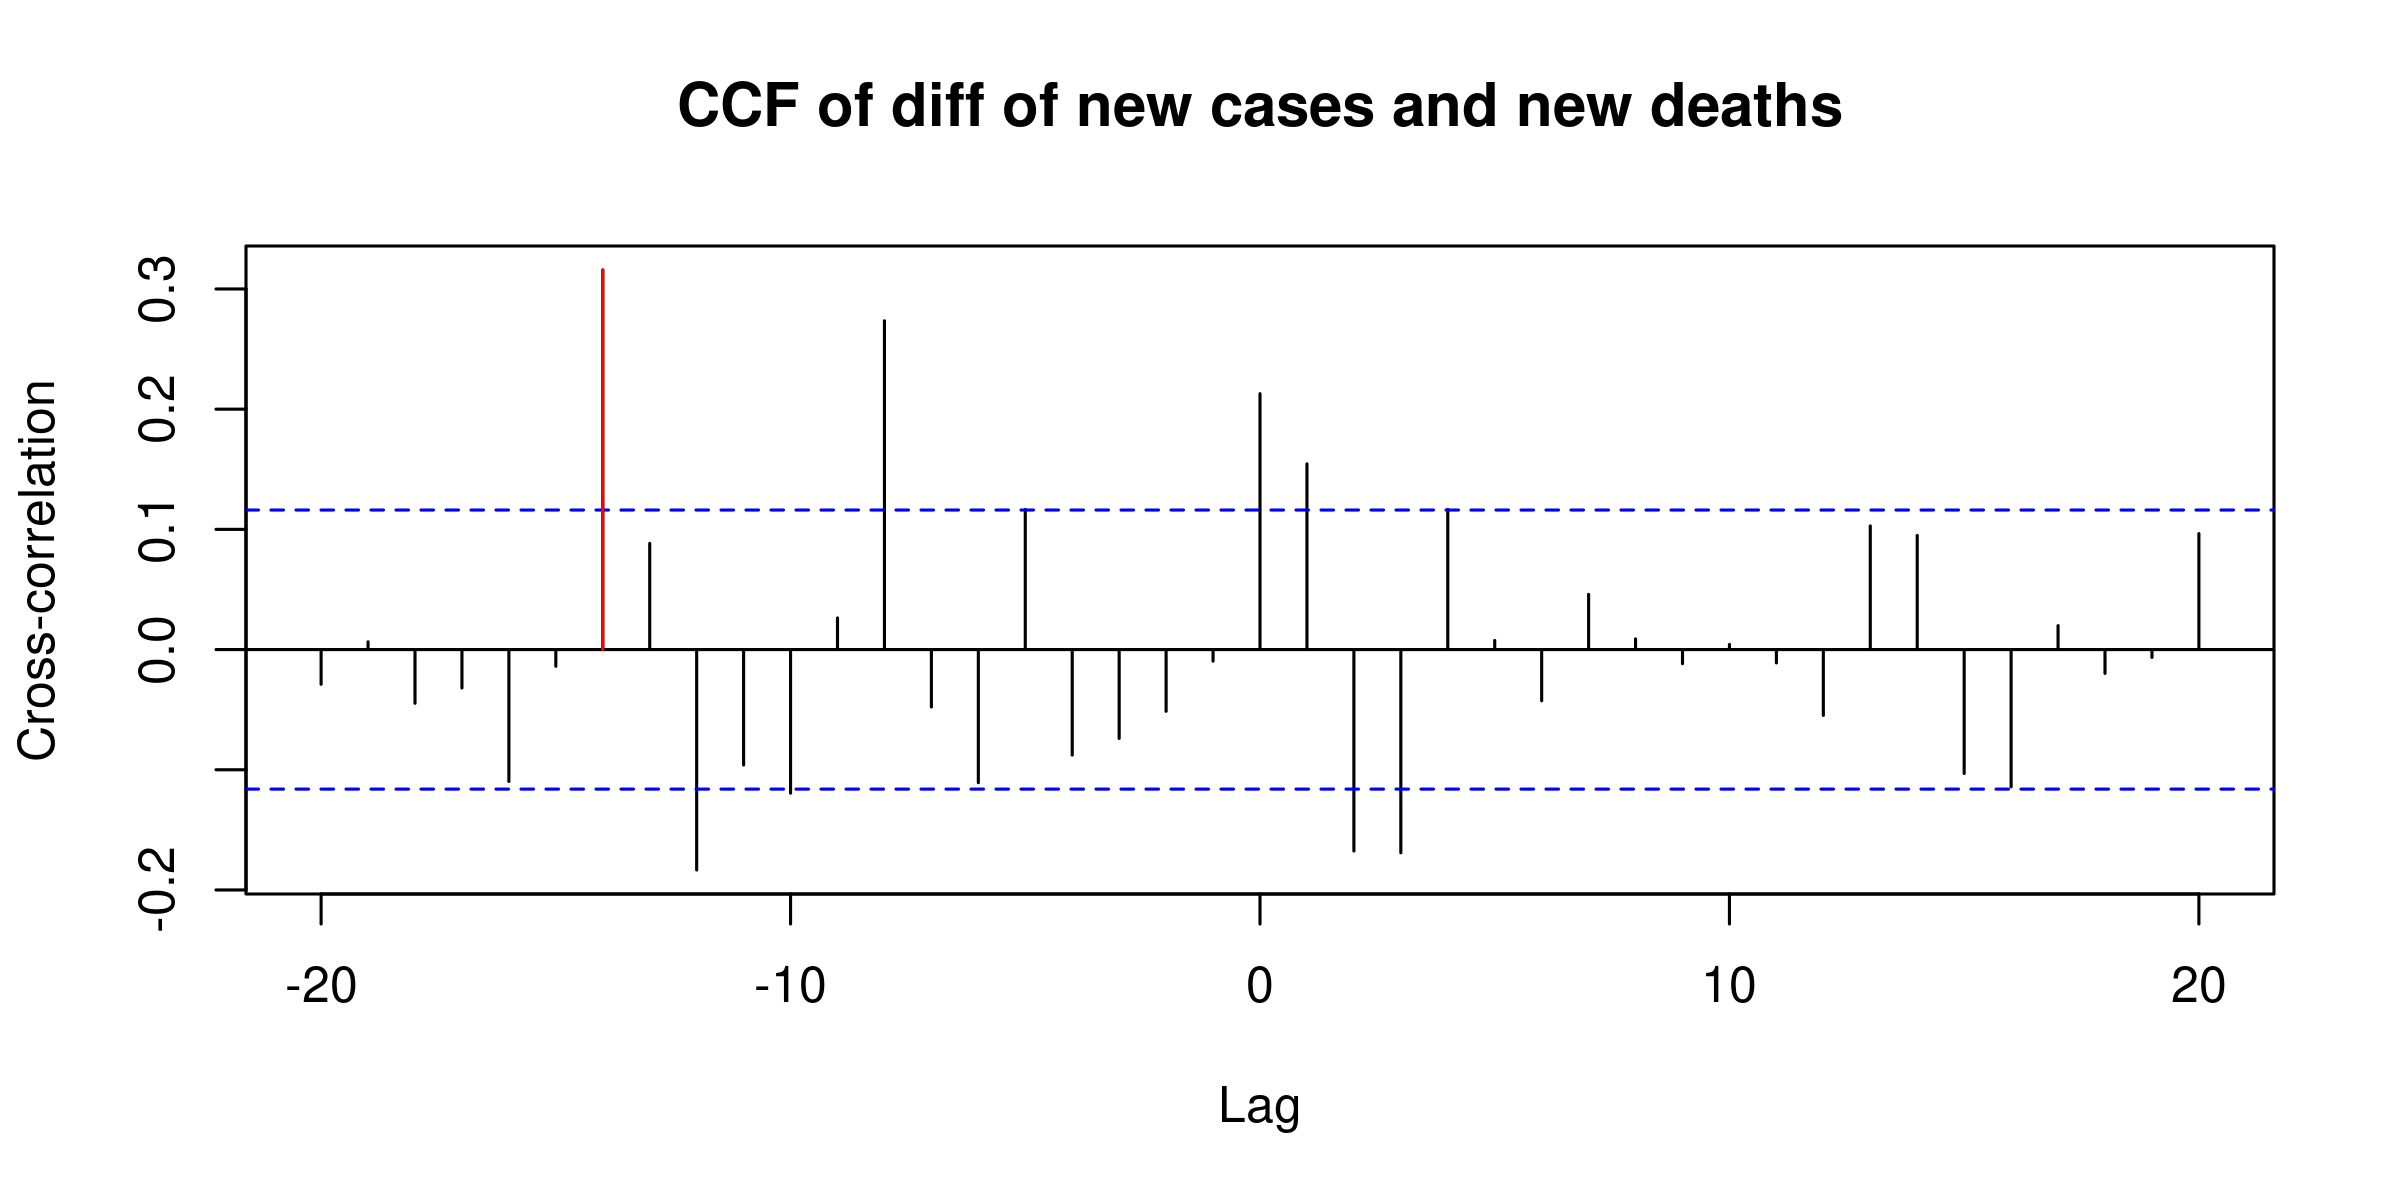 CCF of diff of new cases and new deaths
Cross-correlation
0.3
0.2
0.1
0.0
-0.2
-20 -10 0 10 20
Lag